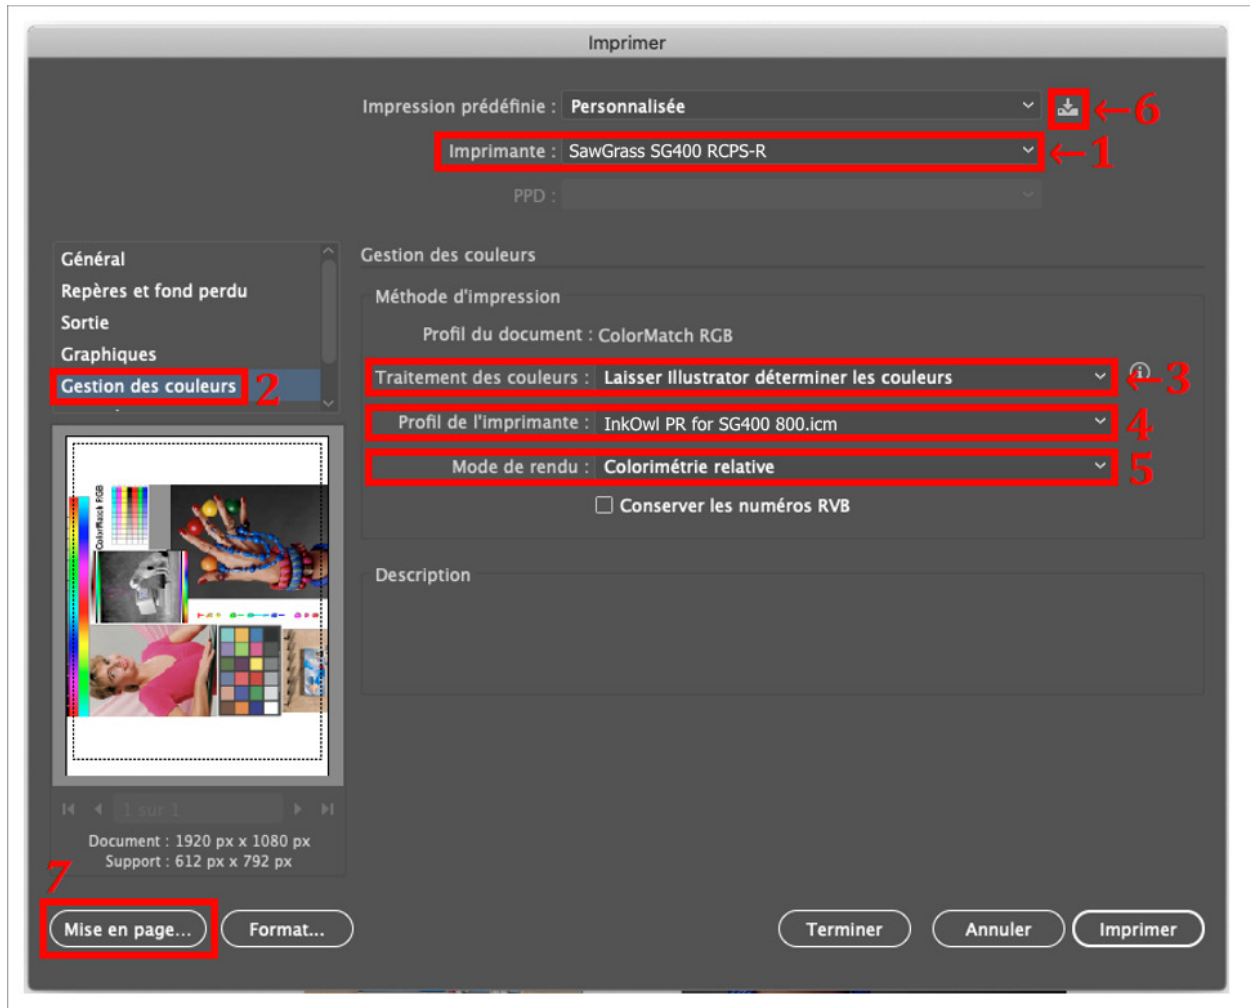 Imprimer
Impression prédéfinie : Personnalisée ←6
Imprimante : SawGrass SG400 RCPS-R ←1
PPD :
Général
Repères et fond perdu
Sortie
Graphiques
Gestion des couleurs 2
Gestion des couleurs
Méthode d'impression
Profil du document : ColorMatch RGB
Traitement des couleurs : Laisser Illustrator déterminer les couleurs ←3
Profil de l'imprimante : InkOwl PR for SG400 800.icm 4
Mode de rendu : Colorimétrie relative 5
Conserver les numéros RVB
Description
ColorMatch RGB
1 sur 1
Document : 1920 px x 1080 px
Support : 612 px x 792 px
7
Mise en page... Format... Terminer Annuler Imprimer